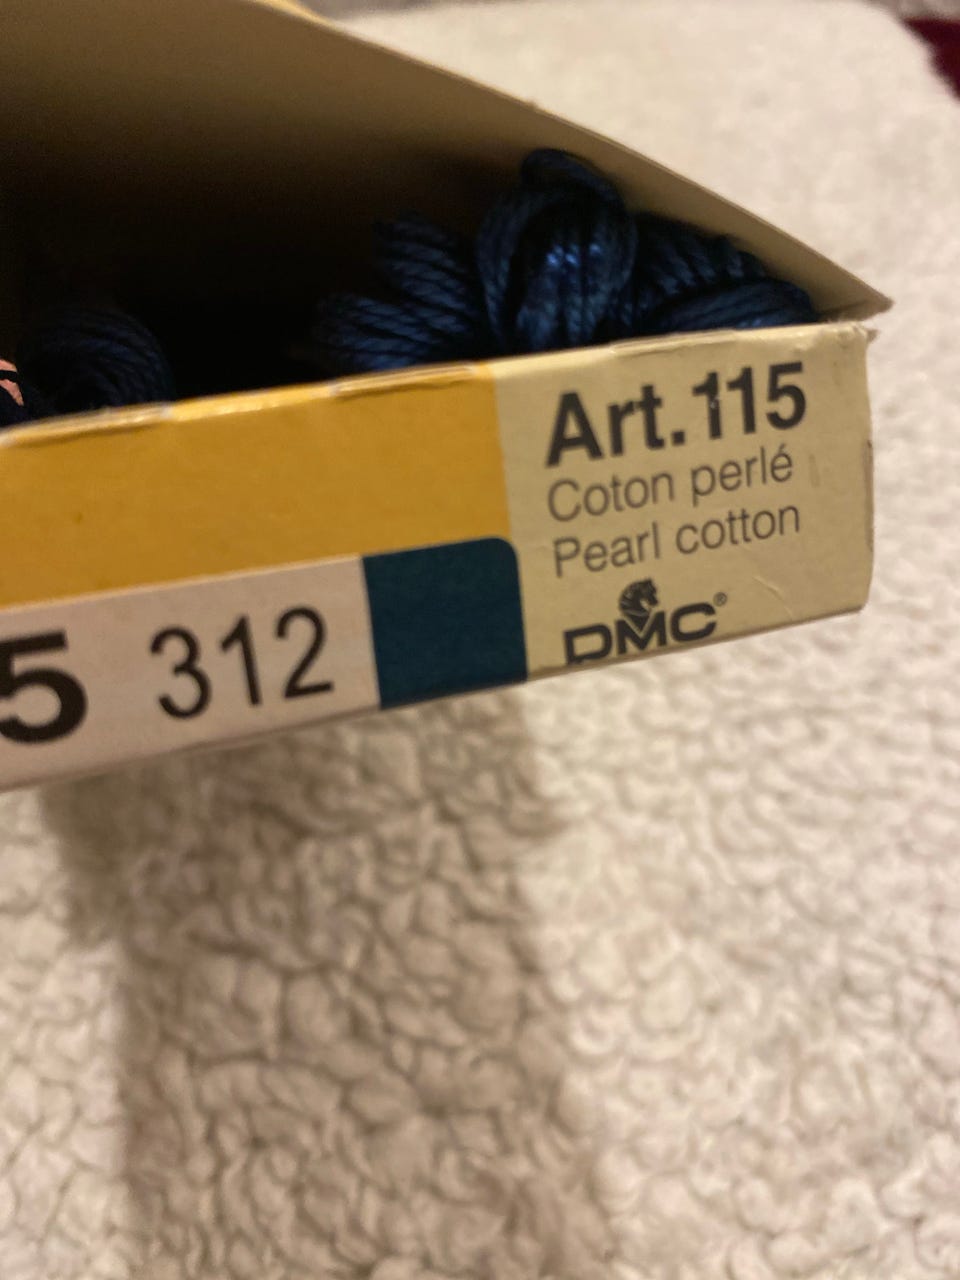 Art.115
Coton perlé
Pearl cotton
DMC®
5 312